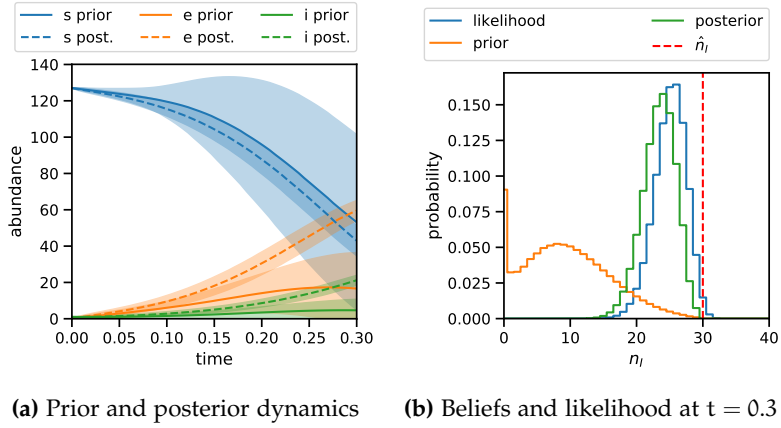 s prior e prior i prior
s post. e post. i post.
140
120
100
80
60
40
20
0
abundance
0.00 0.05 0.10 0.15 0.20 0.25 0.30
time
likelihood posterior
prior n̂_I
0.150
0.125
0.100
0.075
0.050
0.025
0.000
probability
0 10 20 30 40
n_I
(a) Prior and posterior dynamics
(b) Beliefs and likelihood at t = 0.3